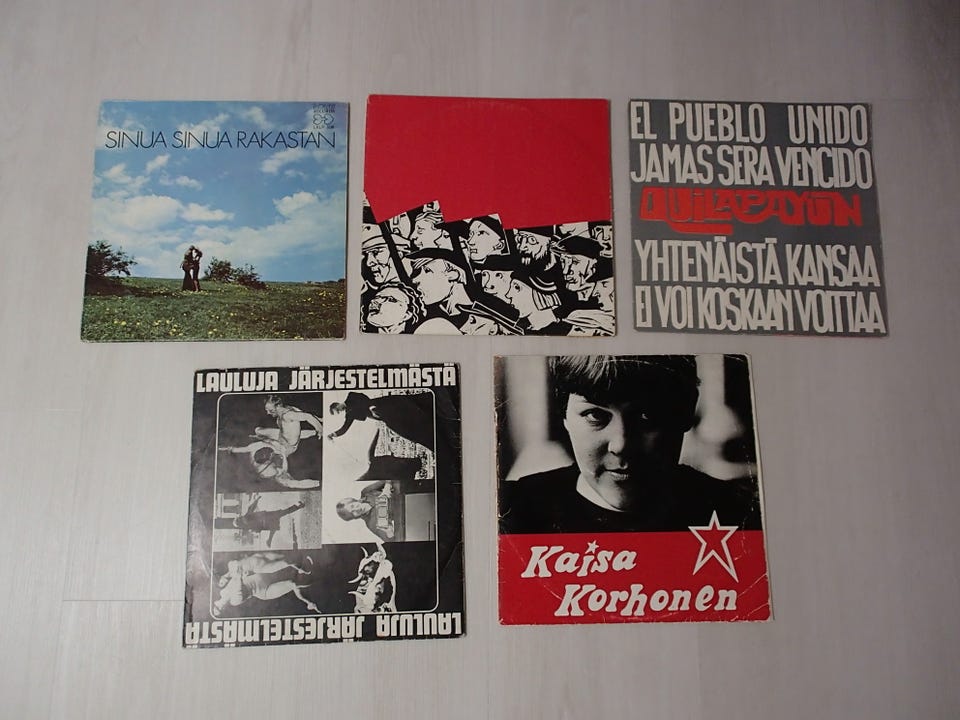 SINUA SINUA RAKASTAN
EL PUEBLO UNIDO
JAMAS SERA VENCIDO
QUILAPAYÚN
YHTENÄISTÄ KANSAA
EI VOI KOSKAAN VOITTAA
LAULUJA JÄRJESTELMÄSTÄ
LAULUJA JÄRJESTELMÄSTÄ
Kaisa
Korhonen